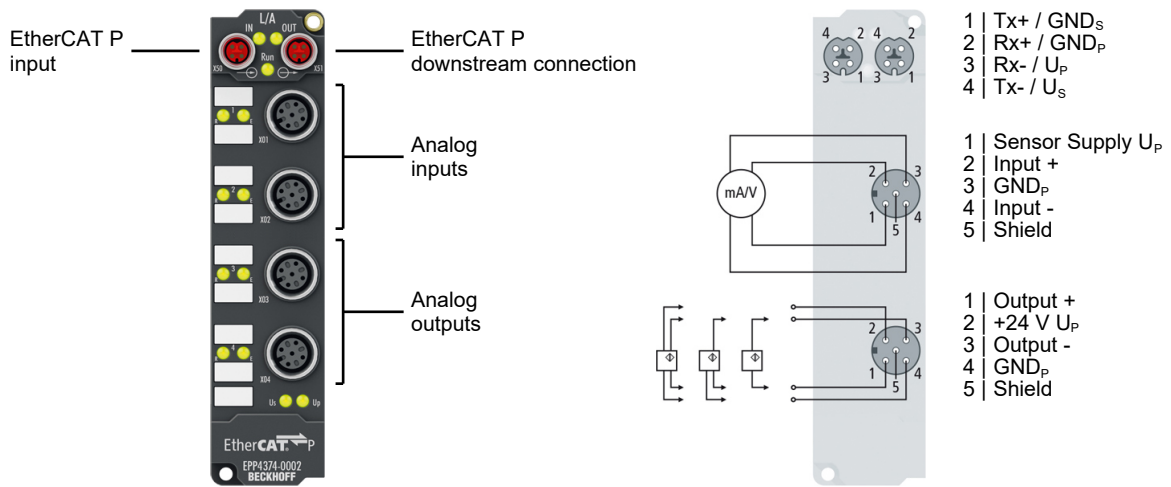 EtherCAT P
input
L/A
IN
OUT
Run
X50
X51
EtherCAT P
downstream connection
1
X01
2
X02
Analog
inputs
3
X03
4
X04
Analog
outputs
Us
Up
EtherCAT P
EPP4374-0002
BECKHOFF
4 2 4 2
3 1 3 1
1 | Tx+ / GNDS
2 | Rx+ / GNDP
3 | Rx- / UP
4 | Tx- / US
mA/V
2 3
1 4
5
1 | Sensor Supply UP
2 | Input +
3 | GNDP
4 | Input -
5 | Shield
2 3
1 4
5
1 | Output +
2 | +24 V UP
3 | Output -
4 | GNDP
5 | Shield